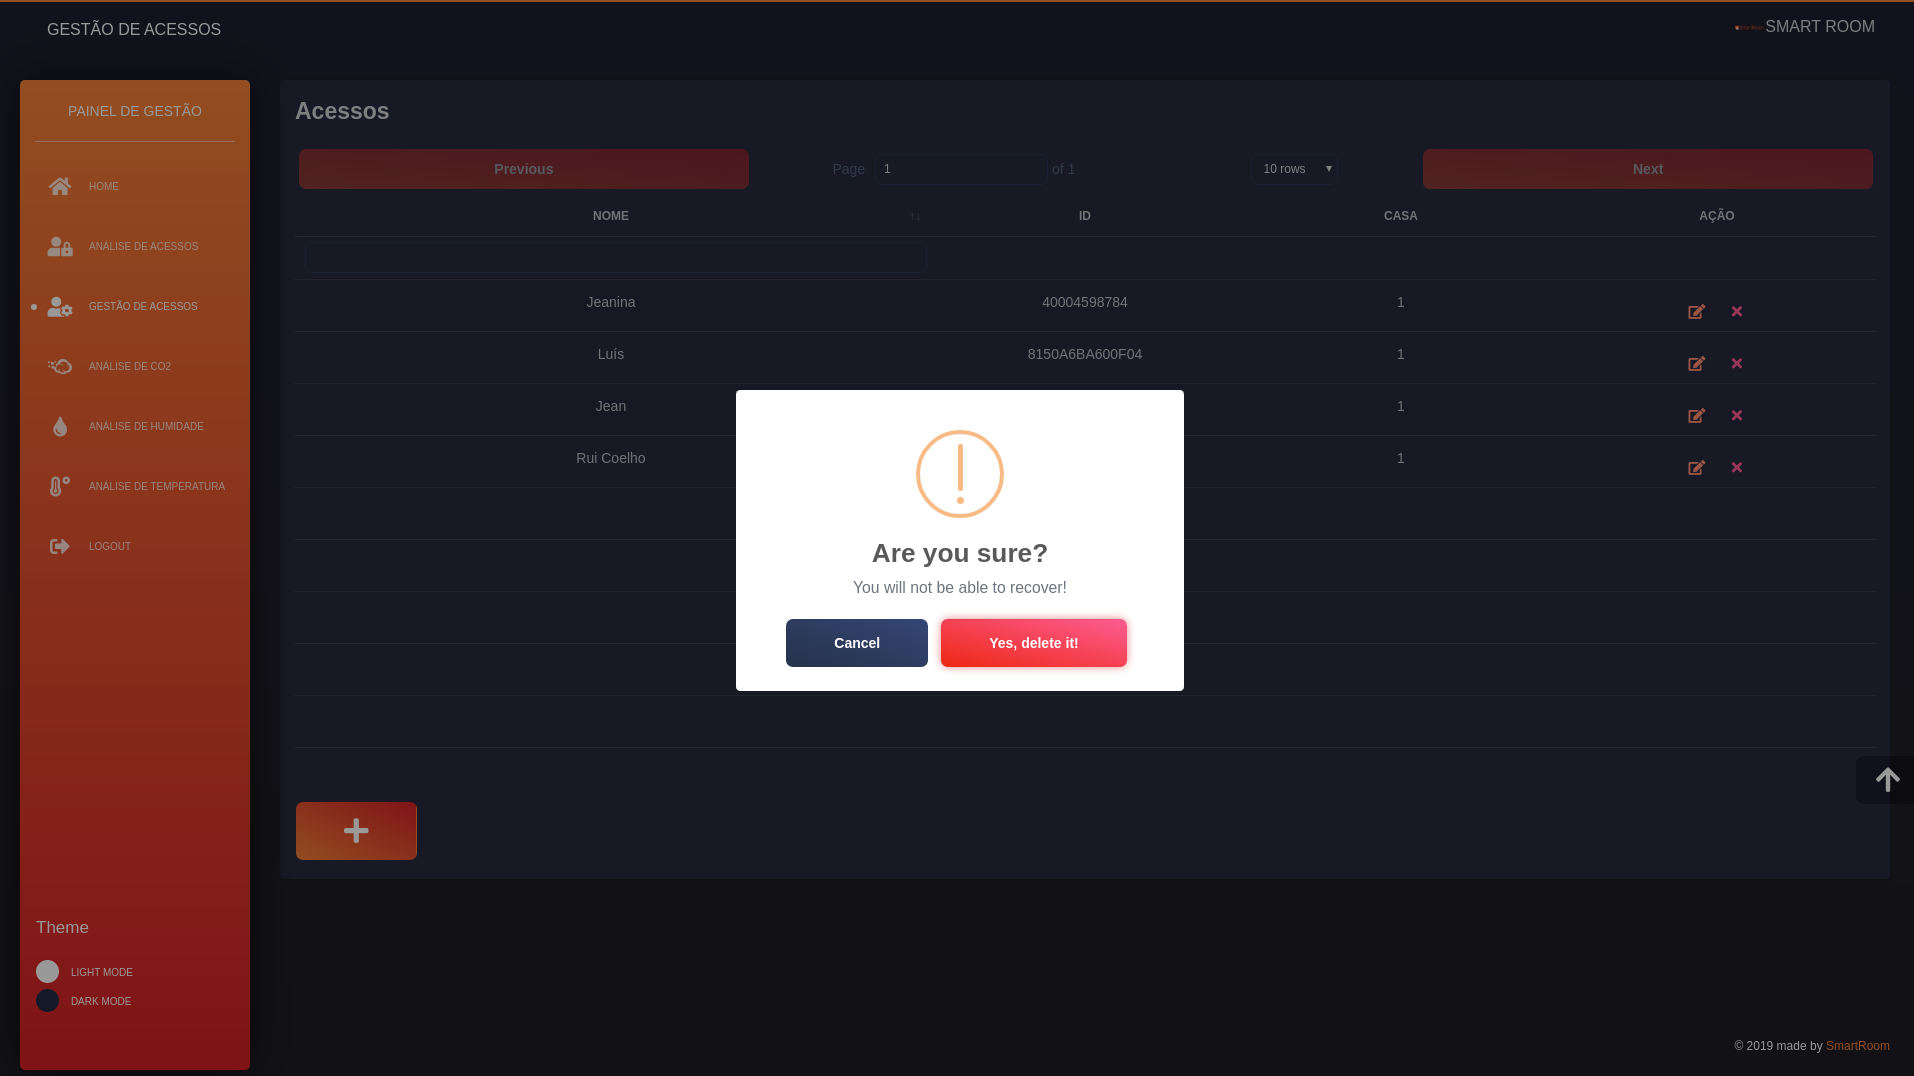 GESTÃO DE ACESSOS
SMART ROOM
PAINEL DE GESTÃO
HOME
ANÁLISE DE ACESSOS
GESTÃO DE ACESSOS
ANÁLISE DE CO2
ANÁLISE DE HUMIDADE
ANÁLISE DE TEMPERATURA
LOGOUT
Theme
LIGHT MODE
DARK MODE
Acessos
Previous
Page 1 of 1
10 rows
Next
NOME ID CASA AÇÃO
Jeanina 40004598784 1
Luís 8150A6BA600F04 1
Jean 1
Rui Coelho 1
Are you sure?
You will not be able to recover!
Cancel
Yes, delete it!
© 2019 made by SmartRoom